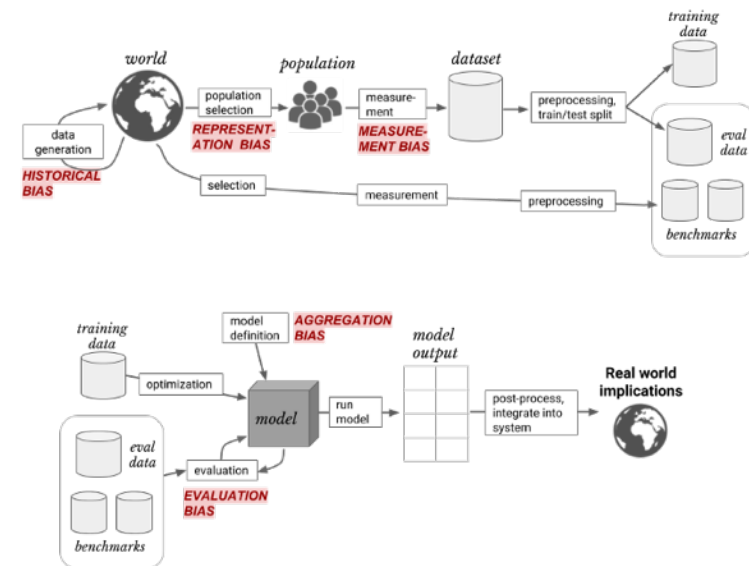 training
data
world
population
dataset
population
selection
measure-
ment
preprocessing,
train/test split
data
generation
REPRESENT-
ATION BIAS
MEASURE-
MENT BIAS
eval
data
HISTORICAL
BIAS
selection
measurement
preprocessing
benchmarks
training
data
model
definition
AGGREGATION
BIAS
model
output
optimization
model
run
model
post-process,
integrate into
system
Real world
implications
eval
data
evaluation
EVALUATION
BIAS
benchmarks